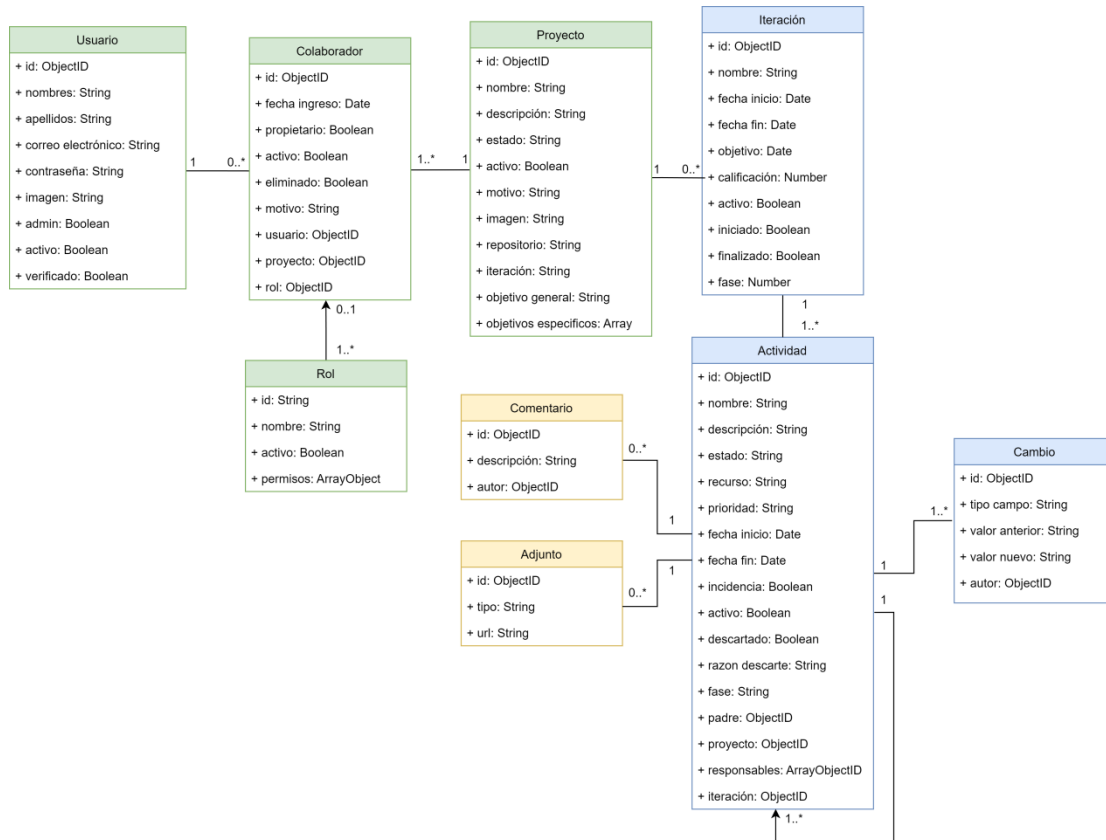 Usuario
+ id: ObjectID
+ nombres: String
+ apellidos: String
+ correo electrónico: String
+ contraseña: String
+ imagen: String
+ admin: Boolean
+ activo: Boolean
+ verificado: Boolean
1
0..*
Colaborador
+ id: ObjectID
+ fecha ingreso: Date
+ propietario: Boolean
+ activo: Boolean
+ eliminado: Boolean
+ motivo: String
+ usuario: ObjectID
+ proyecto: ObjectID
+ rol: ObjectID
0..1
1..*
Rol
+ id: String
+ nombre: String
+ activo: Boolean
+ permisos: ArrayObject
1..*
1
Proyecto
+ id: ObjectID
+ nombre: String
+ descripción: String
+ estado: String
+ activo: Boolean
+ motivo: String
+ imagen: String
+ repositorio: String
+ iteración: String
+ objetivo general: String
+ objetivos especificos: Array
1
0..*
Iteración
+ id: ObjectID
+ nombre: String
+ fecha inicio: Date
+ fecha fin: Date
+ objetivo: Date
+ calificación: Number
+ activo: Boolean
+ iniciado: Boolean
+ finalizado: Boolean
+ fase: Number
1
1..*
Comentario
+ id: ObjectID
+ descripción: String
+ autor: ObjectID
0..*
1
Adjunto
+ id: ObjectID
+ tipo: String
+ url: String
1
0..*
Actividad
+ id: ObjectID
+ nombre: String
+ descripción: String
+ estado: String
+ recurso: String
+ prioridad: String
+ fecha inicio: Date
+ fecha fin: Date
+ incidencia: Boolean
+ activo: Boolean
+ descartado: Boolean
+ razon descarte: String
+ fase: String
+ padre: ObjectID
+ proyecto: ObjectID
+ responsables: ArrayObjectID
+ iteración: ObjectID
1
1..*
1
1..*
Cambio
+ id: ObjectID
+ tipo campo: String
+ valor anterior: String
+ valor nuevo: String
+ autor: ObjectID